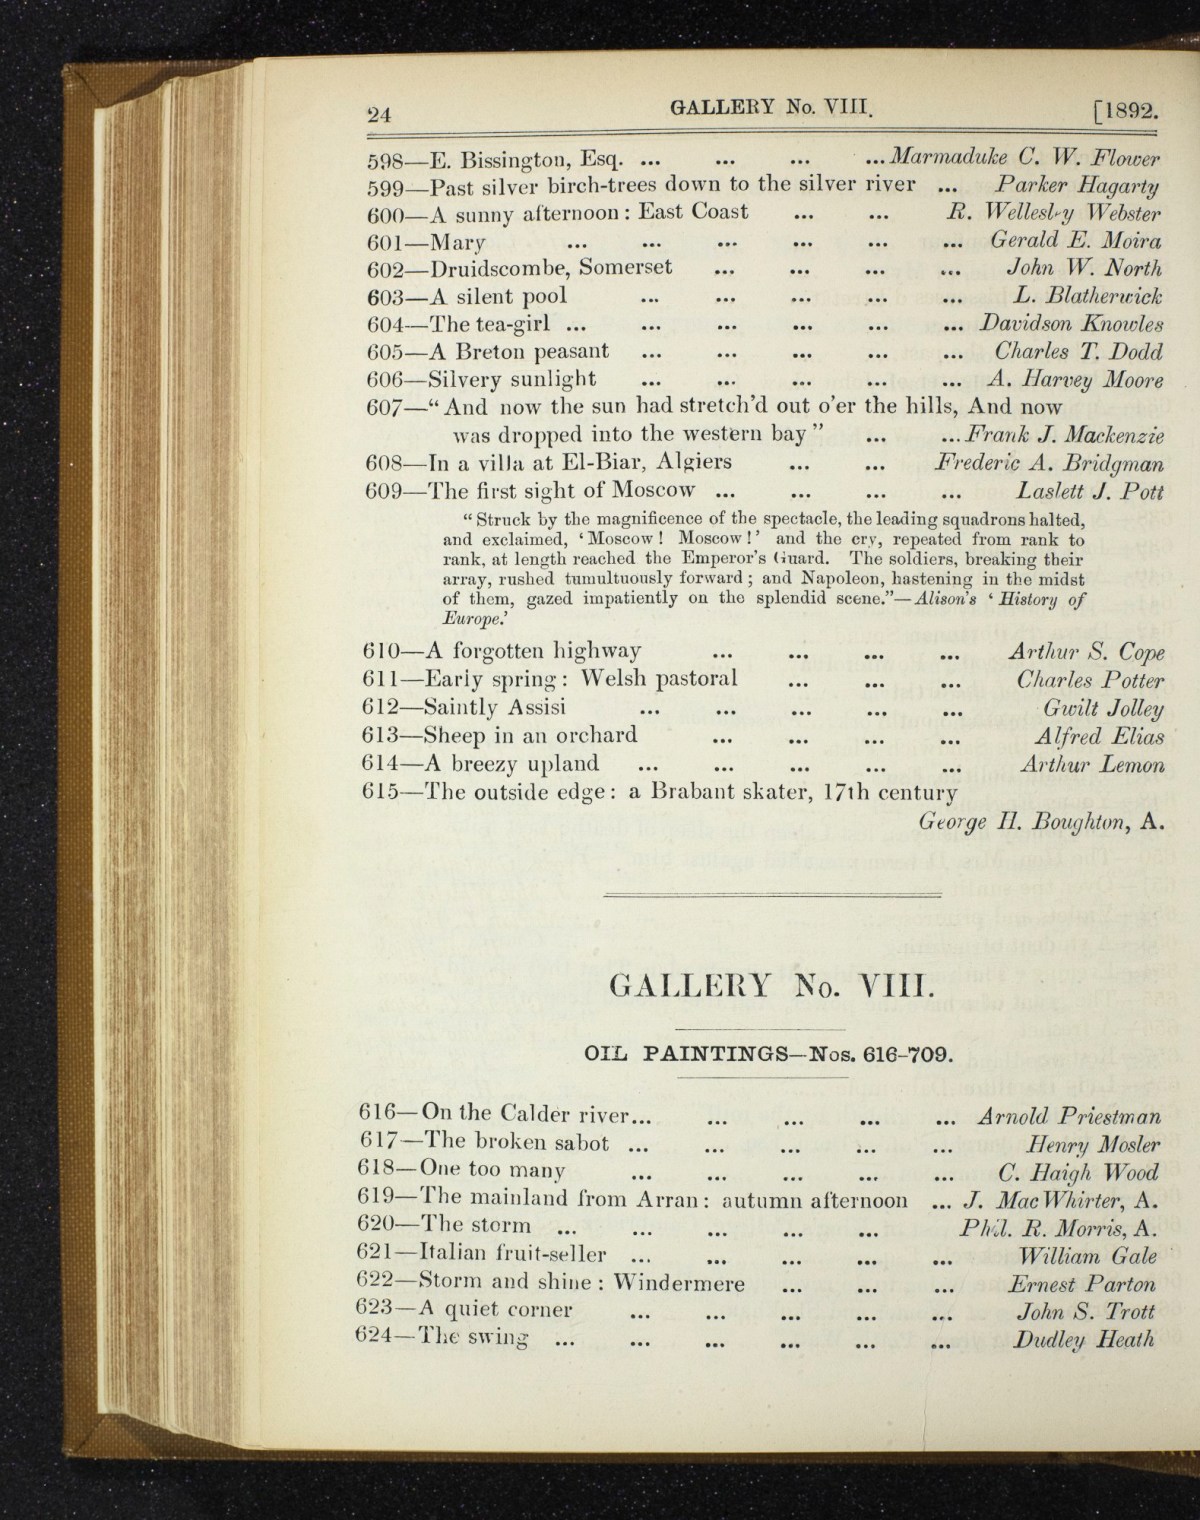 24 GALLERY No. VIII. [1892.
598—E. Bissington, Esq. ... ... ... ... Marmaduke C. W. Flower
599—Past silver birch-trees down to the silver river ... Parker Hagarty
600—A sunny afternoon : East Coast ... ... R. Wellesley Webster
601—Mary ... ... ... ... ... ... Gerald E. Moira
602—Druidscombe, Somerset ... ... ... ... John W. North
603—A silent pool ... ... ... ... ... L. Blatherwick
604—The tea-girl ... ... ... ... ... ... Davidson Knowles
605—A Breton peasant ... ... ... ... ... Charles T. Dodd
606—Silvery sunlight ... ... ... ... ... A. Harvey Moore
607—“ And now the sun had stretch’d out o’er the hills, And now
was dropped into the western bay ” ... ... Frank J. Mackenzie
608—In a villa at El-Biar, Algiers ... ... Frederic A. Bridgman
609—The first sight of Moscow ... ... ... ... Laslett J. Pott
“ Struck by the magnificence of the spectacle, the leading squadrons halted,
and exclaimed, ‘ Moscow ! Moscow ! ’ and the cry, repeated from rank to
rank, at length reached the Emperor’s Guard. The soldiers, breaking their
array, rushed tumultuously forward ; and Napoleon, hastening in the midst
of them, gazed impatiently on the splendid scene.”—Alison’s ‘ History of
Europe.’
610—A forgotten highway ... ... ... ... Arthur S. Cope
611—Early spring : Welsh pastoral ... ... ... Charles Potter
612—Saintly Assisi ... ... ... ... ... Gwilt Jolley
613—Sheep in an orchard ... ... ... ... Alfred Elias
614—A breezy upland ... ... ... ... ... Arthur Lemon
615—The outside edge : a Brabant skater, 17th century
George H. Boughton, A.
GALLERY No. VIII.
OIL PAINTINGS—Nos. 616-709.
616—On the Calder river... ... ... ... ... Arnold Priestman
617—The broken sabot ... ... ... ... ... Henry Mosler
618—One too many ... ... ... ... ... C. Haigh Wood
619—The mainland from Arran : autumn afternoon ... J. MacWhirter, A.
620—The storm ... ... ... ... ... Phil. R. Morris, A.
621—Italian fruit-seller ... ... ... ... ... William Gale
622—Storm and shine : Windermere ... ... ... Ernest Parton
623—A quiet corner ... ... ... ... ... John S. Trott
624—The swing ... ... ... ... ... ... Dudley Heath